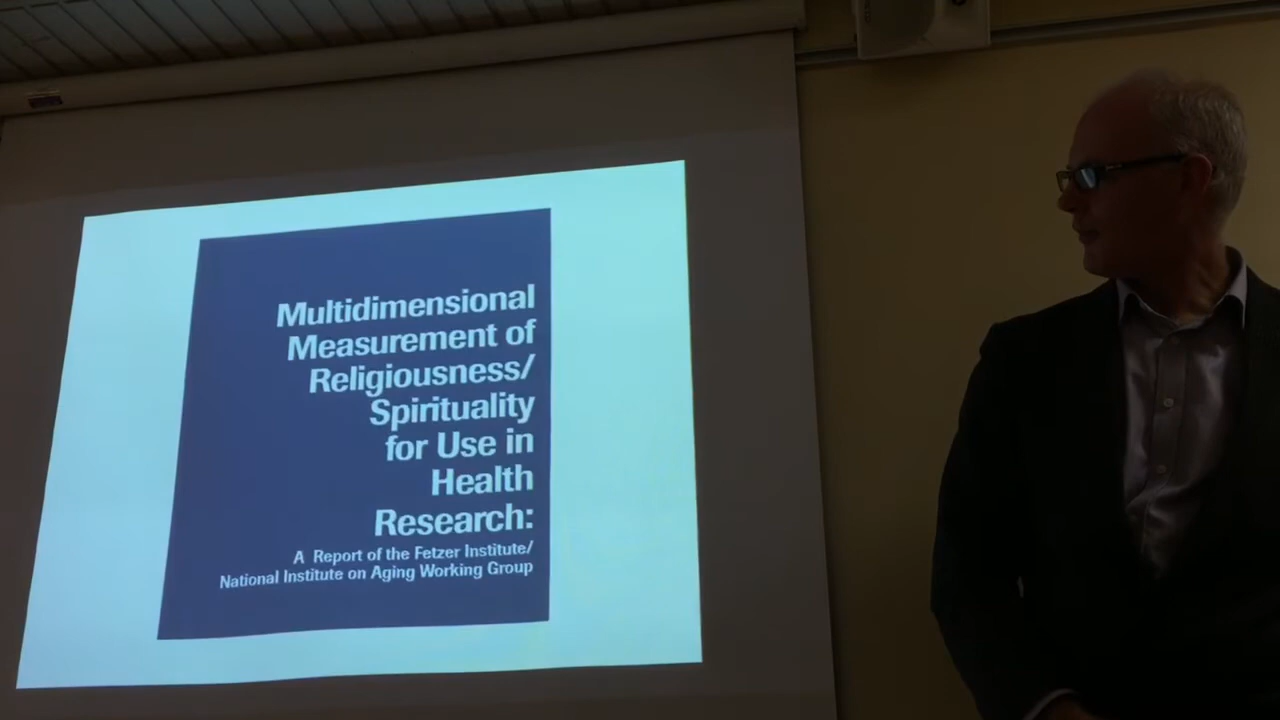 Multidimensional
Measurement of
Religiousness/
Spirituality
for Use in
Health
Research:
A Report of the Fetzer Institute/
National Institute on Aging Working Group